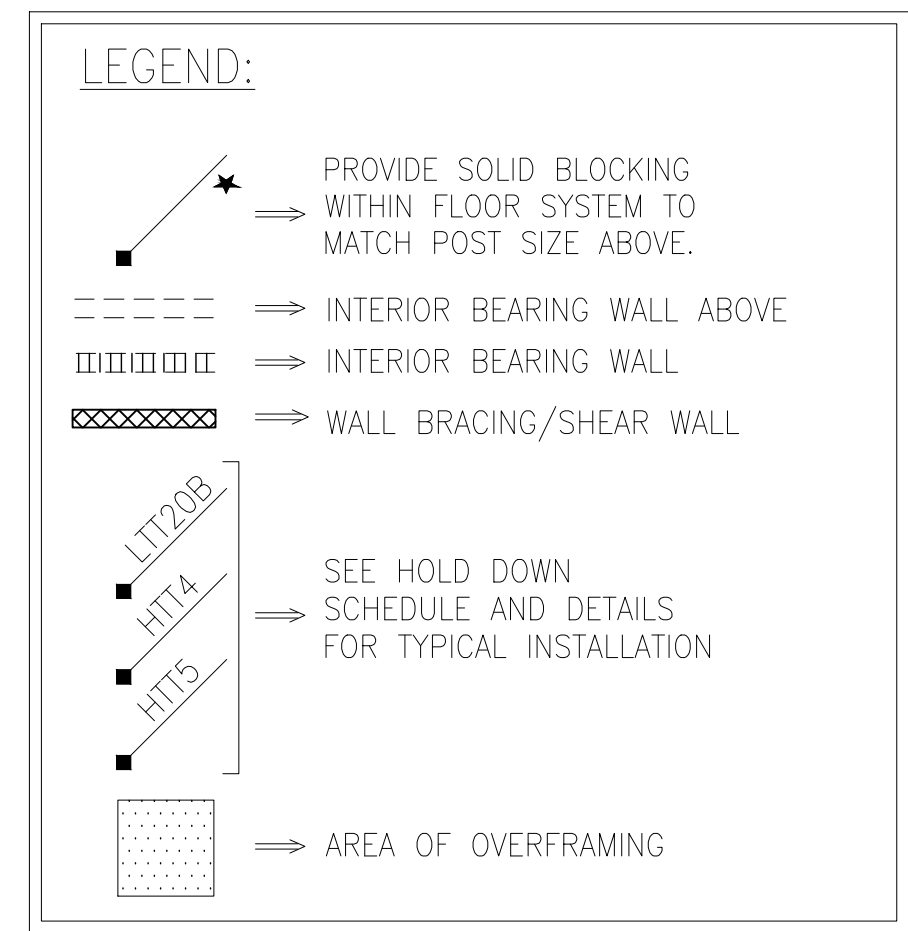 LEGEND:
PROVIDE SOLID BLOCKING
WITHIN FLOOR SYSTEM TO
MATCH POST SIZE ABOVE.
INTERIOR BEARING WALL ABOVE
INTERIOR BEARING WALL
WALL BRACING/SHEAR WALL
LTT20B
HTT4
HTT5
SEE HOLD DOWN
SCHEDULE AND DETAILS
FOR TYPICAL INSTALLATION
AREA OF OVERFRAMING